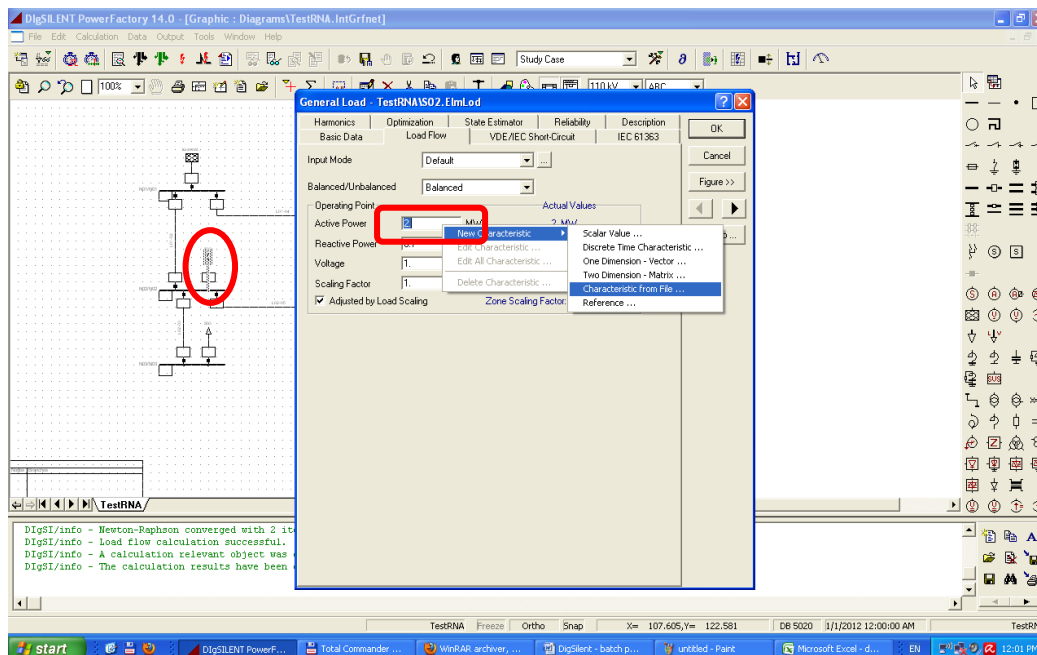 DIgSILENT PowerFactory 14.0 - [Graphic : Diagrams\TestRNA.IntGrfnet]
File Edit Calculation Data Output Tools Window Help
Study Case
100%
110 kV
ABC
General Load - TestRNA\S02.ElmLod
Harmonics Optimization State Estimator Reliability Description
Basic Data Load Flow VDE/IEC Short-Circuit IEC 61363
OK
Cancel
Figure >>
Input Mode Default ...
Balanced/Unbalanced Balanced
Operating Point Actual Values
Active Power 2. MW 2. MW
Reactive Power
Voltage 1.
Scaling Factor 1.
Adjusted by Load Scaling Zone Scaling Factor:
New Characteristic
Edit Characteristic ...
Edit All Characteristic ...
Delete Characteristic ...
Scalar Value ...
Discrete Time Characteristic ...
One Dimension - Vector ...
Two Dimension - Matrix ...
Characteristic from File ...
Reference ...
TestRNA
DIgSI/info - Newton-Raphson converged with 2 it
DIgSI/info - Load flow calculation successful.
DIgSI/info - A calculation relevant object was
DIgSI/info - The calculation results have been
TestRNA Freeze Ortho Snap X= 107.605,Y= 122.581 DB 5020 1/1/2012 12:00:00 AM TestR
start DIgSILENT PowerF... Total Commander ... WinRAR archiver, ... DigSilent - batch p... untitled - Paint Microsoft Excel - d... EN 12:01 PM